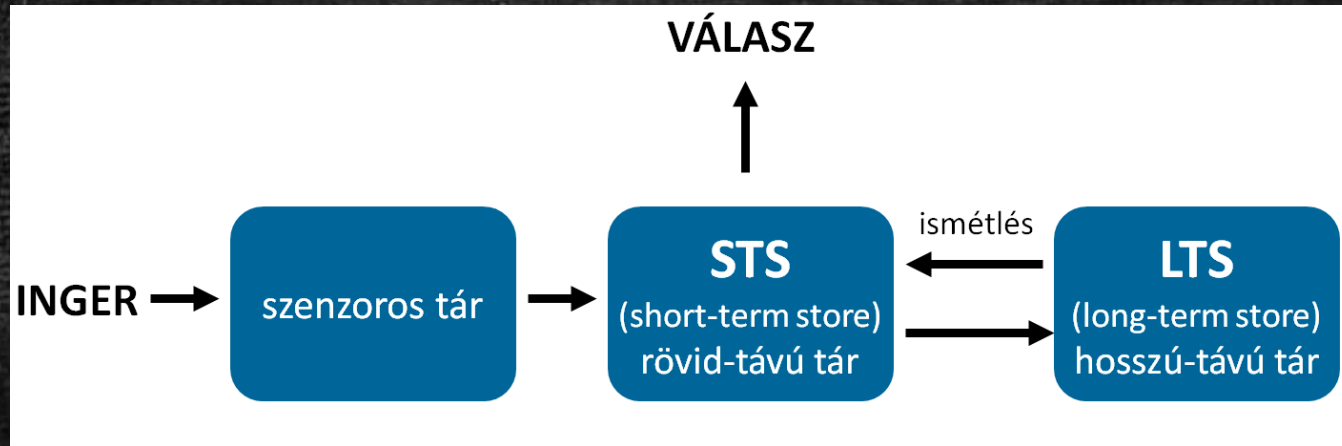 VÁLASZ
INGER
szenzoros tár
STS
(short-term store)
rövid-távú tár
ismétlés
LTS
(long-term store)
hosszú-távú tár